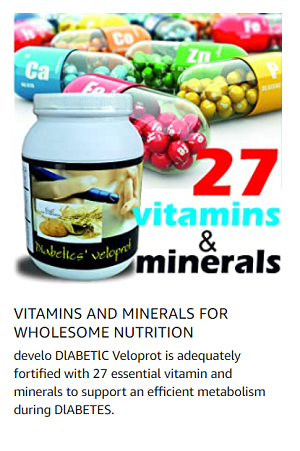 Ca
Co
Fe
P
27
vitamins
&
minerals
Diabetics' veloprot
VITAMINS AND MINERALS FOR
WHOLESOME NUTRITION
develo DIABETIC Veloprot is adequately
fortified with 27 essential vitamin and
minerals to support an efficient metabolism
during DIABETES.